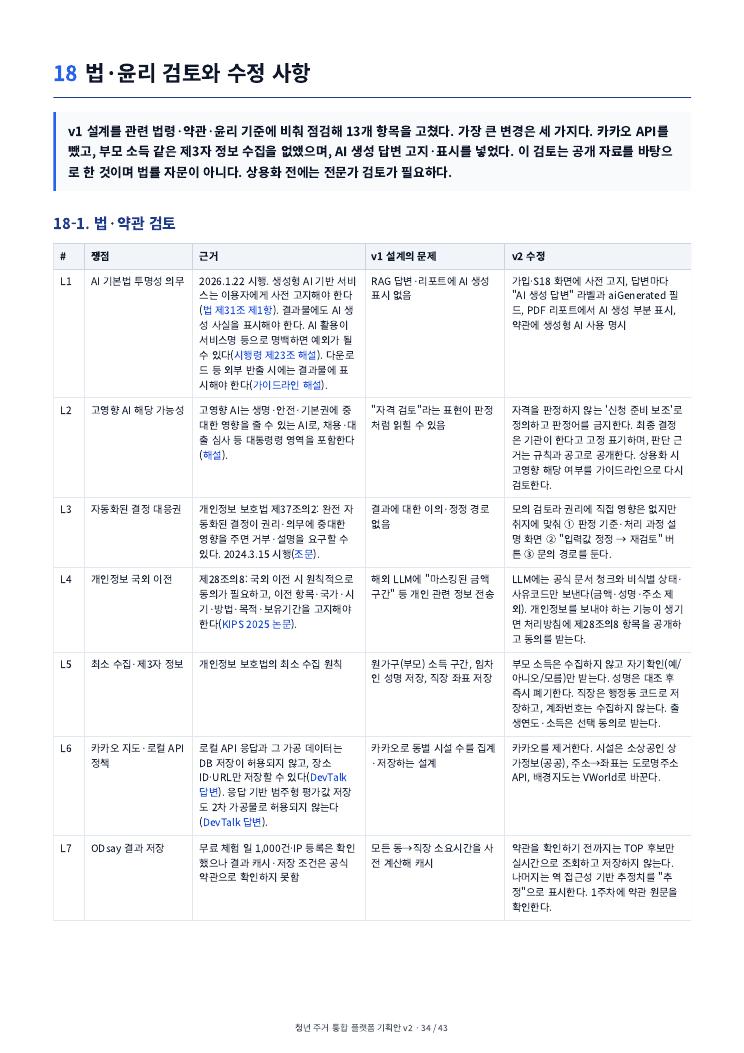 18 법·윤리 검토와 수정 사항
v1 설계를 관련 법령·약관·윤리 기준에 비춰 점검해 13개 항목을 고쳤다. 가장 큰 변경은 세 가지다. 카카오 API를
뺐고, 부모 소득 같은 제3자 정보 수집을 없앴으며, AI 생성 답변 고지·표시를 넣었다. 이 검토는 공개 자료를 바탕으
로 한 것이며 법률 자문이 아니다. 상용화 전에는 전문가 검토가 필요하다.
18-1. 법·약관 검토
# 쟁점 근거 v1 설계의 문제 v2 수정
L1
AI 기본법 투명성 의무
2026.1.22 시행. 생성형 AI 기반 서비
스는 이용자에게 사전 고지해야 한다
(법 제31조 제1항). 결과물에도 AI 생
성 사실을 표시해야 한다. AI 활용이
서비스명 등으로 명백하면 예외가 될
수 있다(시행령 제23조 해설). 다운로
드 등 외부 반출 시에는 결과물에 표
시해야 한다(가이드라인 해설).
RAG 답변·리포트에 AI 생성
표시 없음
가입·S18 화면에 사전 고지, 답변마다
"AI 생성 답변" 라벨과 aiGenerated 필
드, PDF 리포트에서 AI 생성 부분 표시,
약관에 생성형 AI 사용 명시
L2
고영향 AI 해당 가능성
고영향 AI는 생명·안전·기본권에 중
대한 영향을 줄 수 있는 AI로, 채용·대
출 심사 등 대통령령 영역을 포함한다
(해설).
"자격 검토"라는 표현이 판정
처럼 읽힐 수 있음
자격을 판정하지 않는 '신청 준비 보조'로
정의하고 판정어를 금지한다. 최종 결정
은 기관이 한다고 고정 표기하며, 판단 근
거는 규칙과 공고로 공개한다. 상용화 시
고영향 해당 여부를 가이드라인으로 다시
검토한다.
L3
자동화된 결정 대응권
개인정보 보호법 제37조의2: 완전 자
동화된 결정이 권리·의무에 중대한
영향을 주면 거부·설명을 요구할 수
있다. 2024.3.15 시행(조문).
결과에 대한 이의·정정 경로
없음
모의 검토라 권리에 직접 영향은 없지만
취지에 맞춰 ① 판정 기준·처리 과정 설
명 화면 ② "입력값 정정 → 재검토" 버
튼 ③ 문의 경로를 둔다.
L4
개인정보 국외 이전
제28조의8: 국외 이전 시 원칙적으로
동의가 필요하고, 이전 항목·국가·시
기·방법·목적·보유기간을 고지해야
한다(KIPS 2025 논문).
해외 LLM에 "마스킹된 금액
구간" 등 개인 관련 정보 전송
LLM에는 공식 문서 청크와 비식별 상태·
사유코드만 보낸다(금액·성명·주소 제
외). 개인정보를 보내야 하는 기능이 생기
면 처리방침에 제28조의8 항목을 공개하
고 동의를 받는다.
L5
최소 수집·제3자 정보
개인정보 보호법의 최소 수집 원칙
원가구(부모) 소득 구간, 임차
인 성명 저장, 직장 좌표 저장
부모 소득은 수집하지 않고 자기확인(예/
아니오/모름)만 받는다. 성명은 대조 후
즉시 폐기한다. 직장은 행정동 코드로 저
장하고, 계좌번호는 수집하지 않는다. 출
생연도·소득은 선택 동의로 받는다.
L6
카카오 지도·로컬 API
정책
로컬 API 응답과 그 가공 데이터는
DB 저장이 허용되지 않고, 장소
ID·URL만 저장할 수 있다(DevTalk
답변). 응답 기반 범주형 평가값 저장
도 2차 가공물로 허용되지 않는다
(DevTalk 답변).
카카오로 동별 시설 수를 집계
·저장하는 설계
카카오를 제거한다. 시설은 소상공인 상
가정보(공공), 주소→좌표는 도로명주소
API, 배경지도는 VWorld로 바꾼다.
L7
ODsay 결과 저장
무료 체험 일 1,000건·IP 등록은 확인
했으나 결과 캐시·저장 조건은 공식
약관으로 확인하지 못함
모든 동→직장 소요시간을 사
전 계산해 캐시
약관을 확인하기 전까지는 TOP 후보만
실시간으로 조회하고 저장하지 않는다.
나머지는 역 접근성 기반 추정치를 "추
정"으로 표시한다. 1주차에 약관 원문을
확인한다.
청년 주거 통합 플랫폼 기획안 v2 · 34 / 43